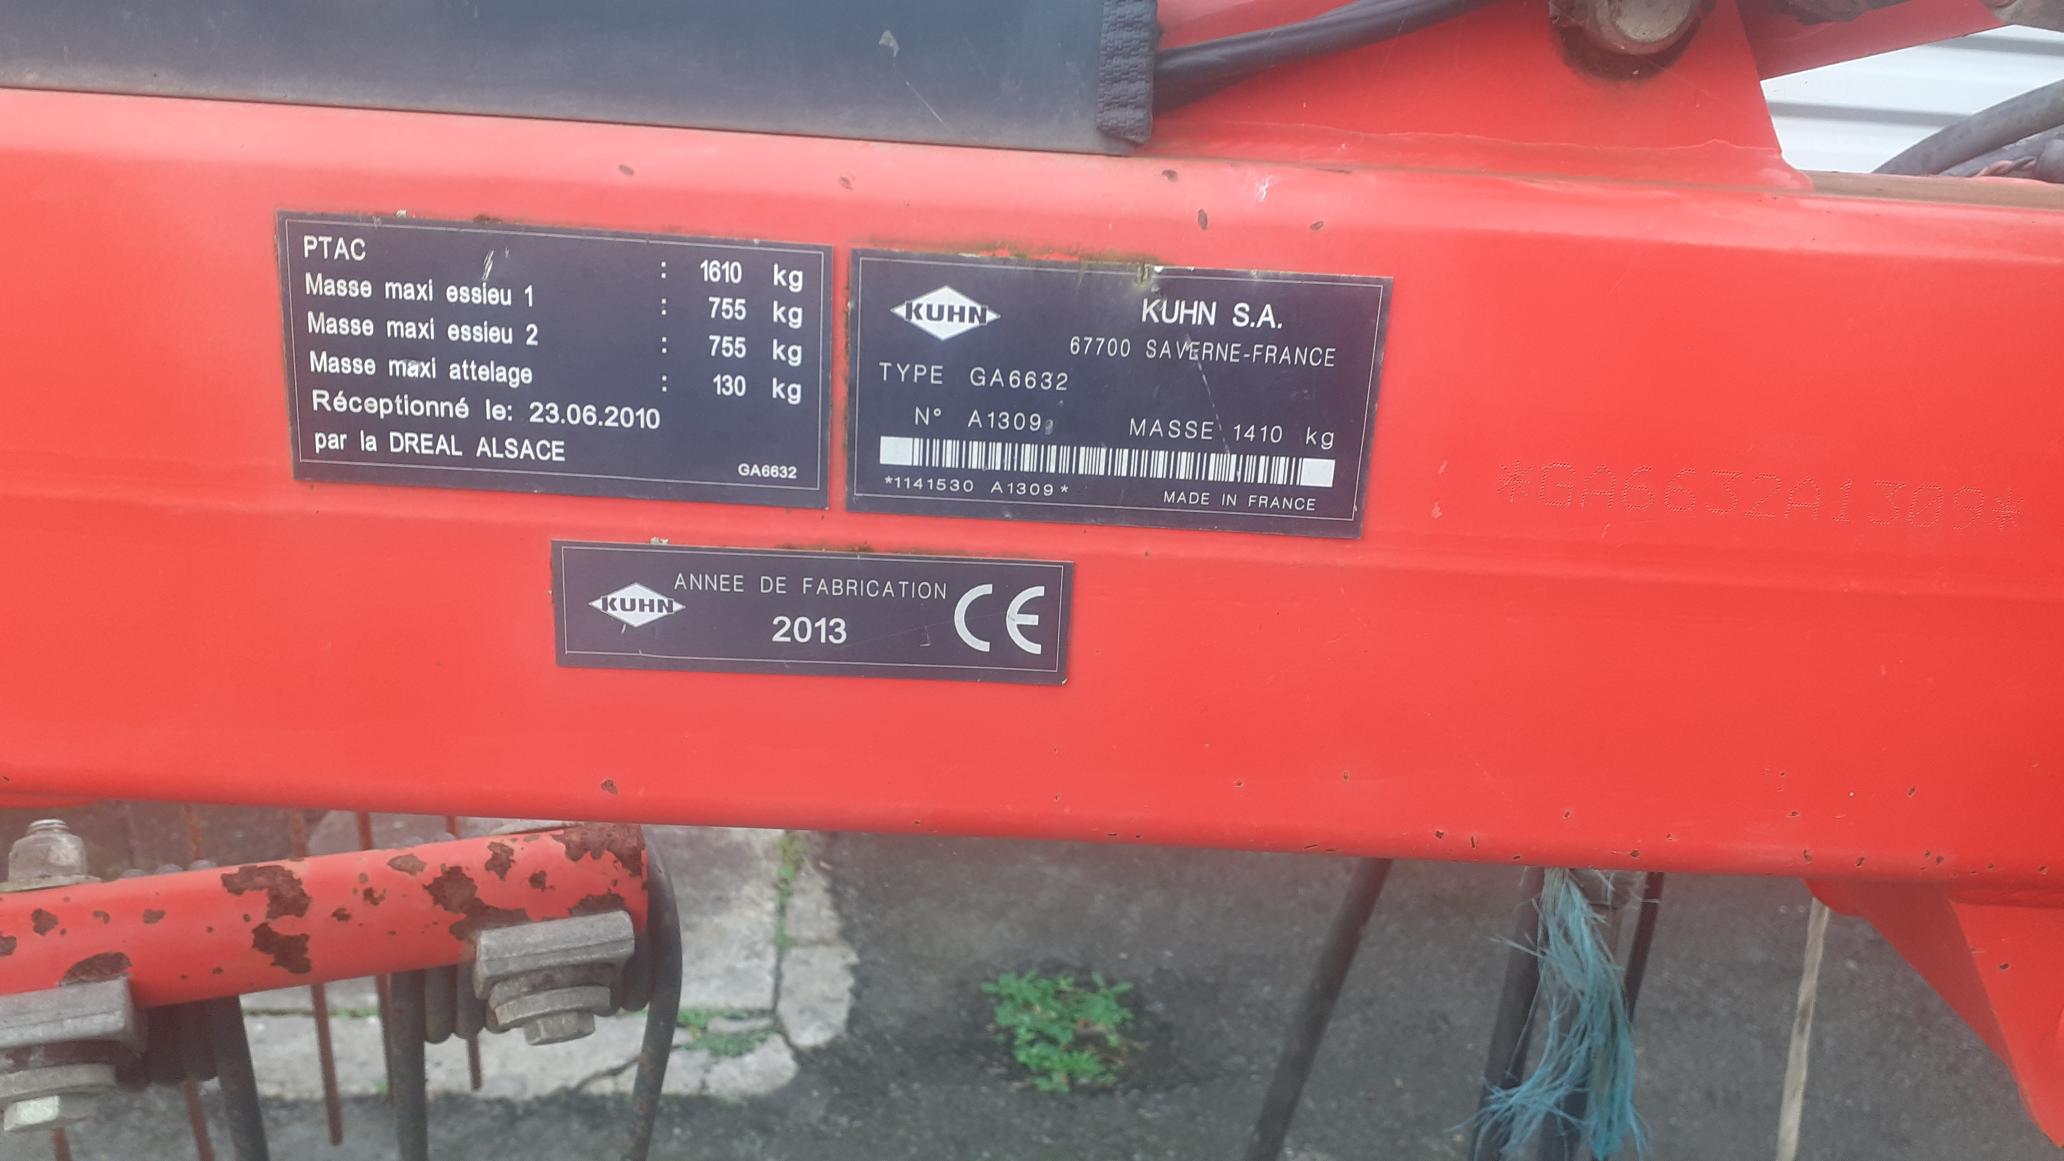 PTAC : 1610 kg
Masse maxi essieu 1 : 755 kg
Masse maxi essieu 2 : 755 kg
Masse maxi attelage : 130 kg
Réceptionné le: 23.06.2010
par la DREAL ALSACE
GA6632
KUHN
KUHN S.A.
67700 SAVERNE-FRANCE
TYPE GA6632
N° A1309 MASSE 1410 kg
*1141530 A1309*
MADE IN FRANCE
*GA6632A1309*
KUHN
ANNEE DE FABRICATION
2013
CE